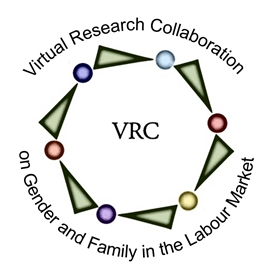 Virtual Research Collaboration
VRC
on Gender and Family in the Labour Market